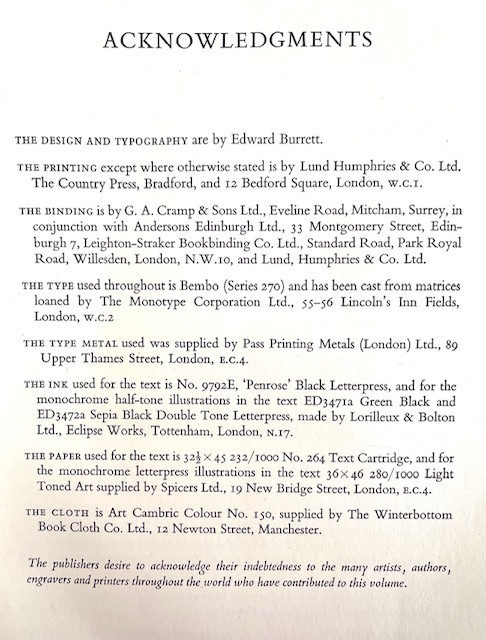 ACKNOWLEDGMENTS
THE DESIGN AND TYPOGRAPHY are by Edward Burrett.
THE PRINTING except where otherwise stated is by Lund Humphries & Co. Ltd.
The Country Press, Bradford, and 12 Bedford Square, London, W.C.1.
THE BINDING is by G. A. Cramp & Sons Ltd., Eveline Road, Mitcham, Surrey, in
conjunction with Andersons Edinburgh Ltd., 33 Montgomery Street, Edin-
burgh 7, Leighton-Straker Bookbinding Co. Ltd., Standard Road, Park Royal
Road, Willesden, London, N.W.10, and Lund, Humphries & Co. Ltd.
THE TYPE used throughout is Bembo (Series 270) and has been cast from matrices
loaned by The Monotype Corporation Ltd., 55–56 Lincoln's Inn Fields,
London, W.C.2
THE TYPE METAL used was supplied by Pass Printing Metals (London) Ltd., 89
Upper Thames Street, London, E.C.4.
THE INK used for the text is No. 9792E, 'Penrose' Black Letterpress, and for the
monochrome half-tone illustrations in the text ED3471a Green Black and
ED3472a Sepia Black Double Tone Letterpress, made by Lorilleux & Bolton
Ltd., Eclipse Works, Tottenham, London, N.17.
THE PAPER used for the text is 32½ × 45 232/1000 No. 264 Text Cartridge, and for
the monochrome letterpress illustrations in the text 36×46 280/1000 Light
Toned Art supplied by Spicers Ltd., 19 New Bridge Street, London, E.C.4.
THE CLOTH is Art Cambric Colour No. 150, supplied by The Winterbottom
Book Cloth Co. Ltd., 12 Newton Street, Manchester.
The publishers desire to acknowledge their indebtedness to the many artists, authors,
engravers and printers throughout the world who have contributed to this volume.